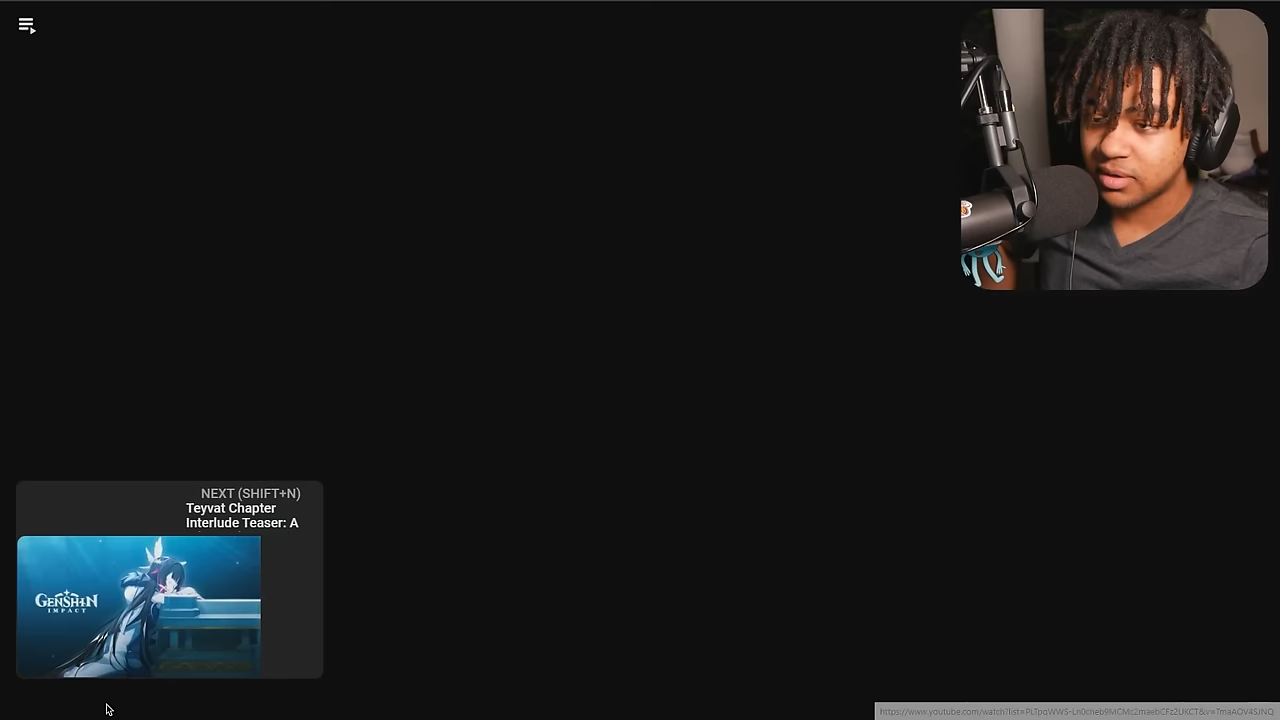 NEXT (SHIFT+N)
Teyvat Chapter
Interlude Teaser: A
GENSHIN
IMPACT